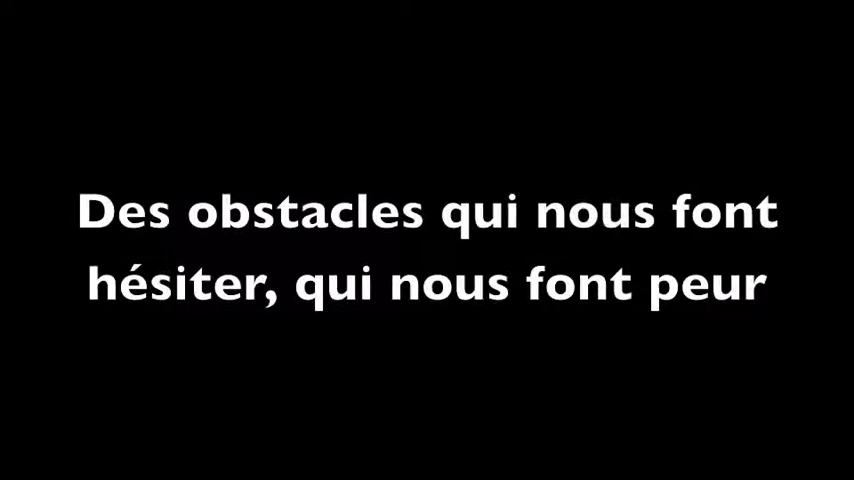 Des obstacles qui nous font
hésiter, qui nous font peur